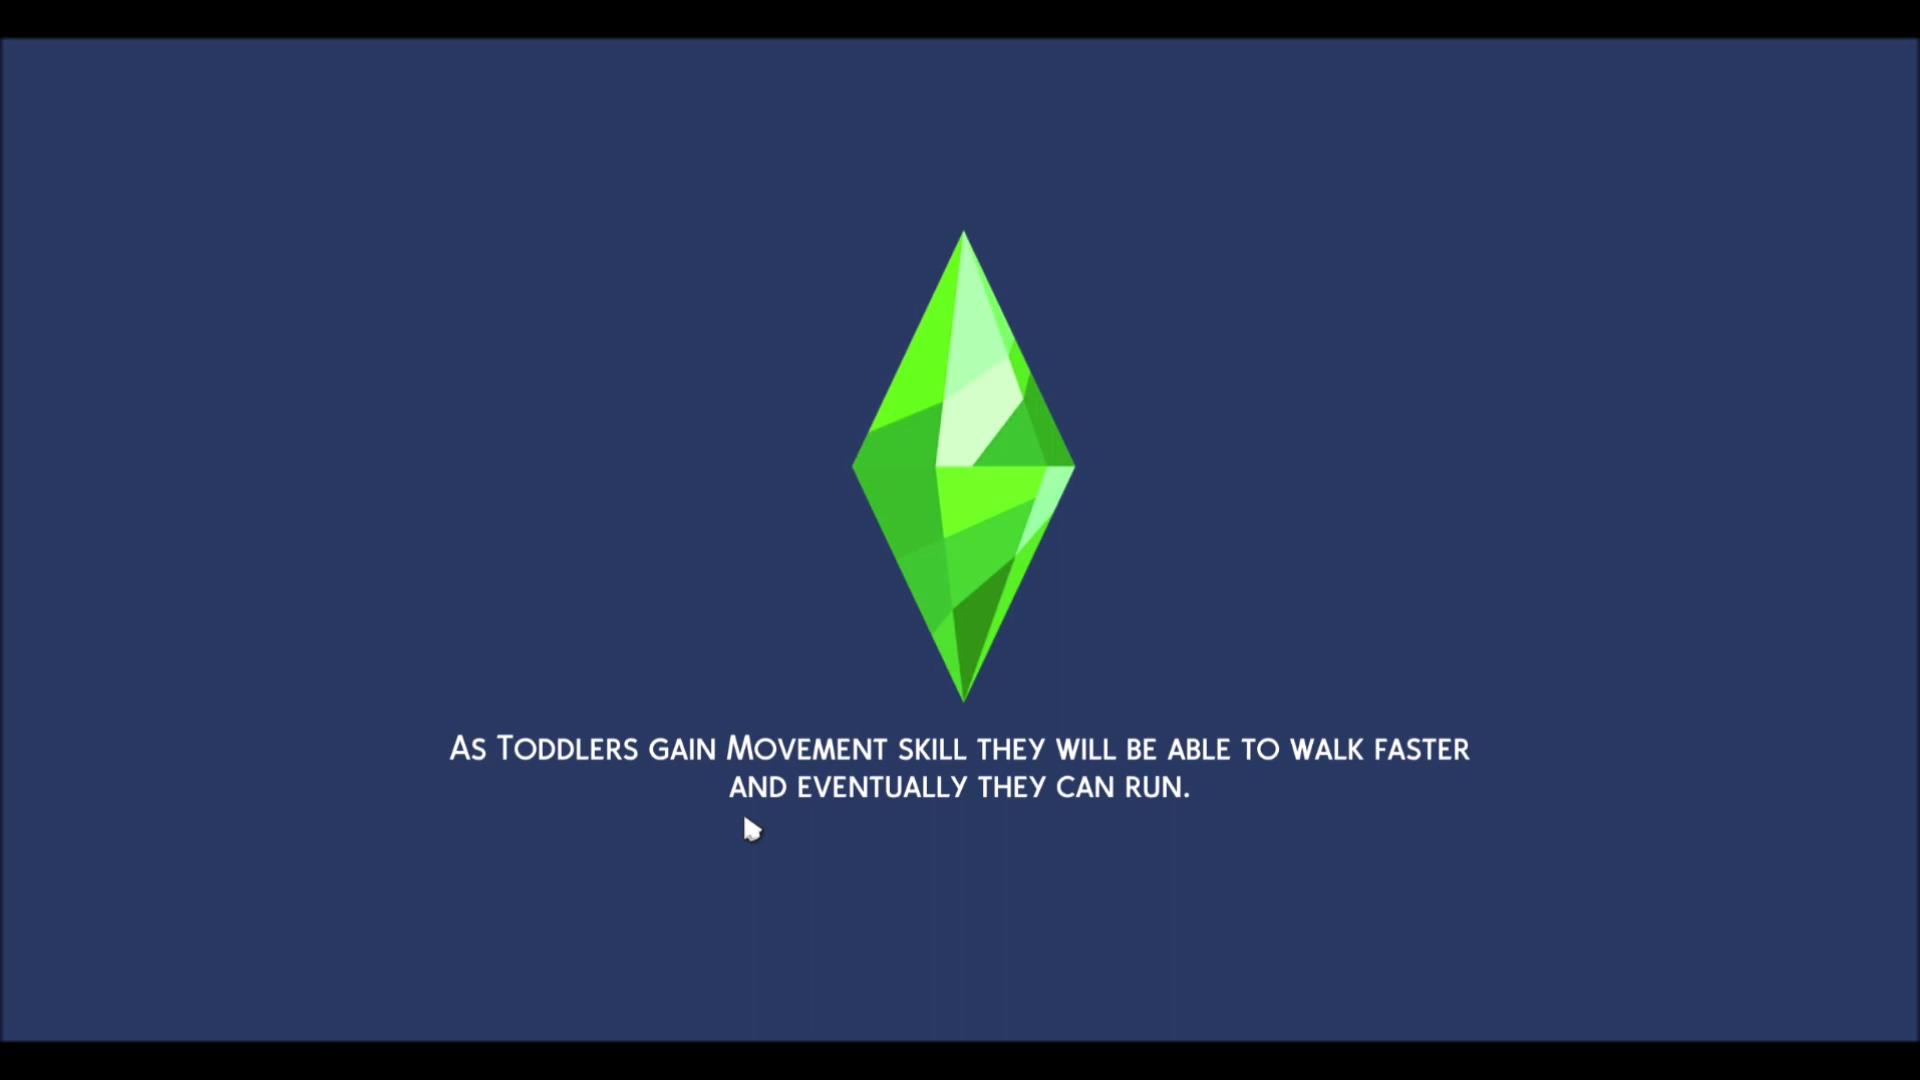 As Toddlers gain Movement skill they will be able to walk faster
and eventually they can run.